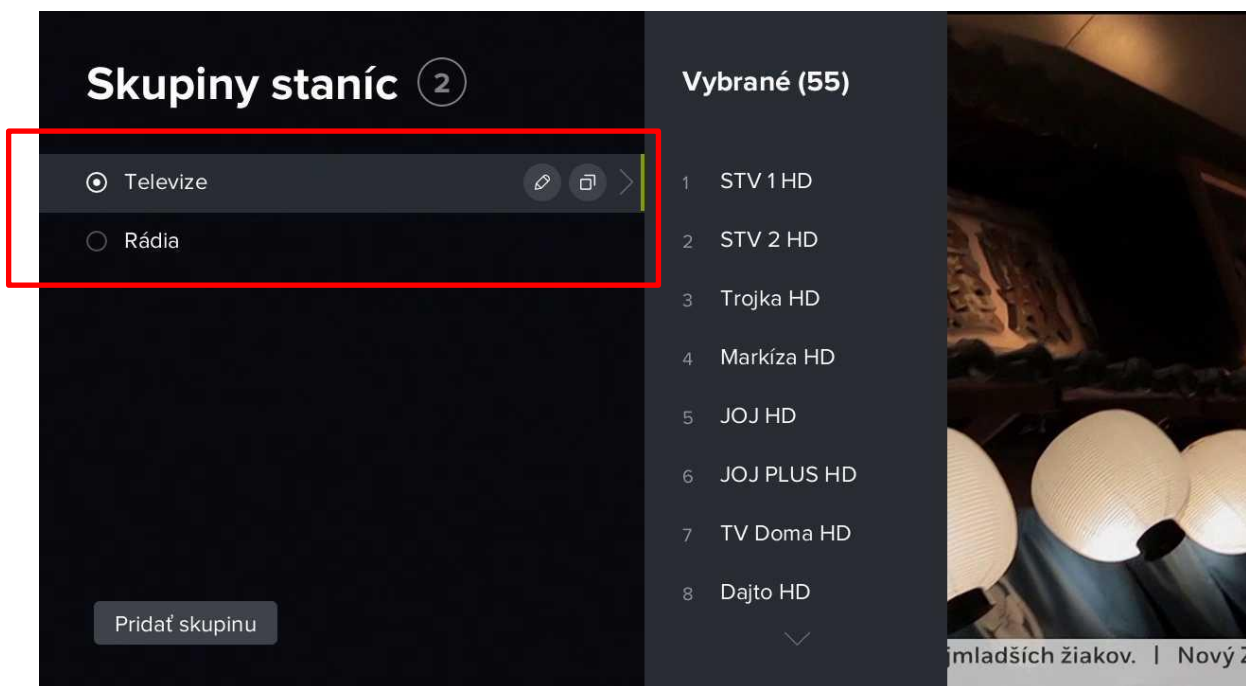 Skupiny staníc 2
Televize
Rádia
Pridať skupinu
Vybrané (55)
1 STV 1 HD
2 STV 2 HD
3 Trojka HD
4 Markíza HD
5 JOJ HD
6 JOJ PLUS HD
7 TV Doma HD
8 Dajto HD
jmladších žiakov. | Nový